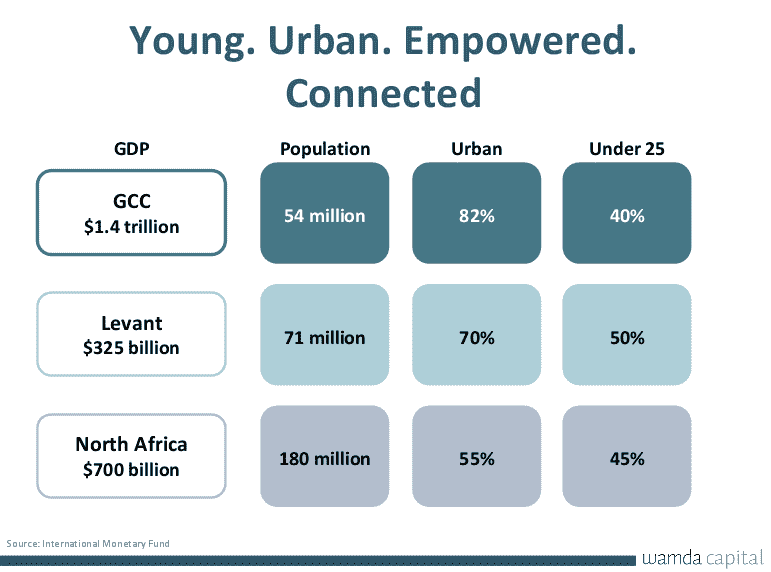 Young. Urban. Empowered.
Connected
GDP Population Urban Under 25
GCC
$1.4 trillion
54 million 82% 40%
Levant
$325 billion
71 million 70% 50%
North Africa
$700 billion
180 million 55% 45%
Source: International Monetary Fund
wamda capital